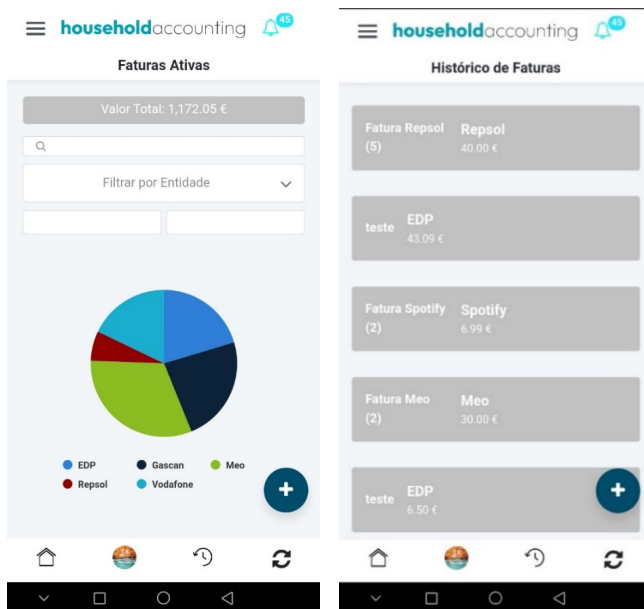 householdaccounting 45
Faturas Ativas
Valor Total: 1,172.05 €
Filtrar por Entidade
EDP
Gascan
Meo
Repsol
Vodafone
householdaccounting 45
Histórico de Faturas
Fatura Repsol
(5)
Repsol
40.00 €
teste
EDP
43.09 €
Fatura Spotify
(2)
Spotify
6.99 €
Fatura Meo
(2)
Meo
30.00 €
teste
EDP
6.50 €